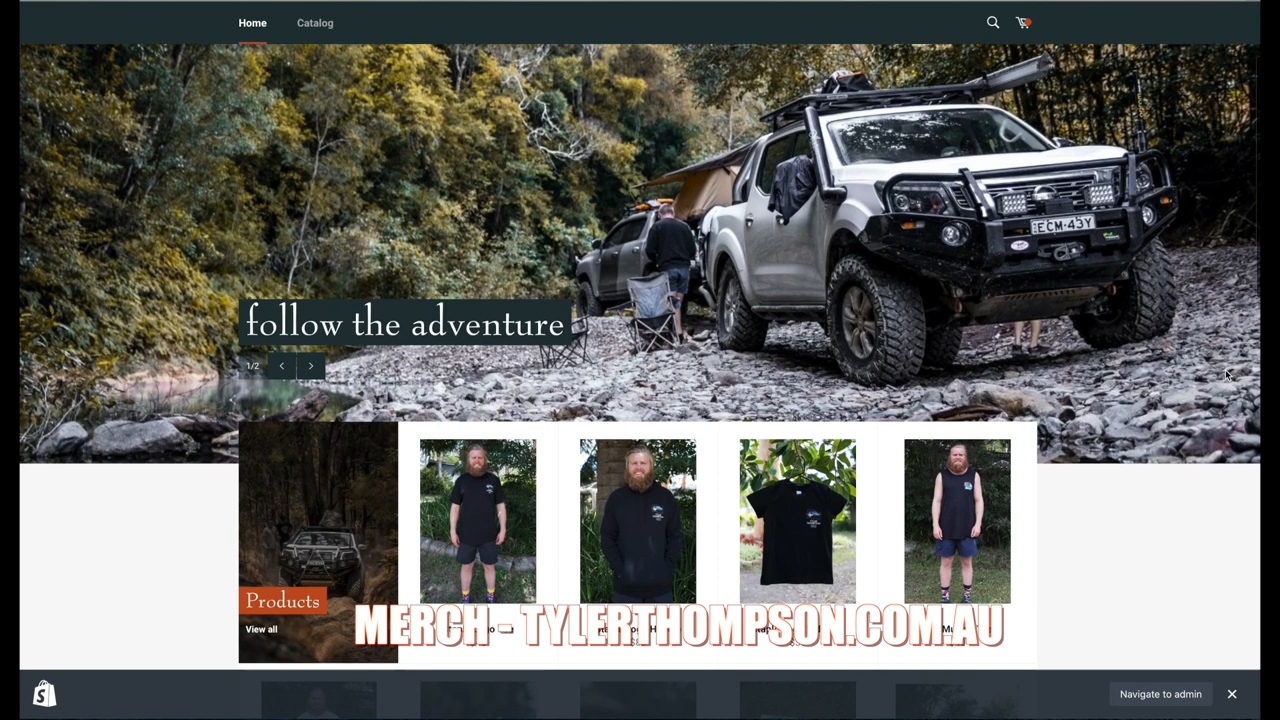 Home
Catalog
ECM·43Y
follow the adventure
1/2
Products
View all
MERCH - TYLERTHOMPSON.COM.AU
Navigate to admin